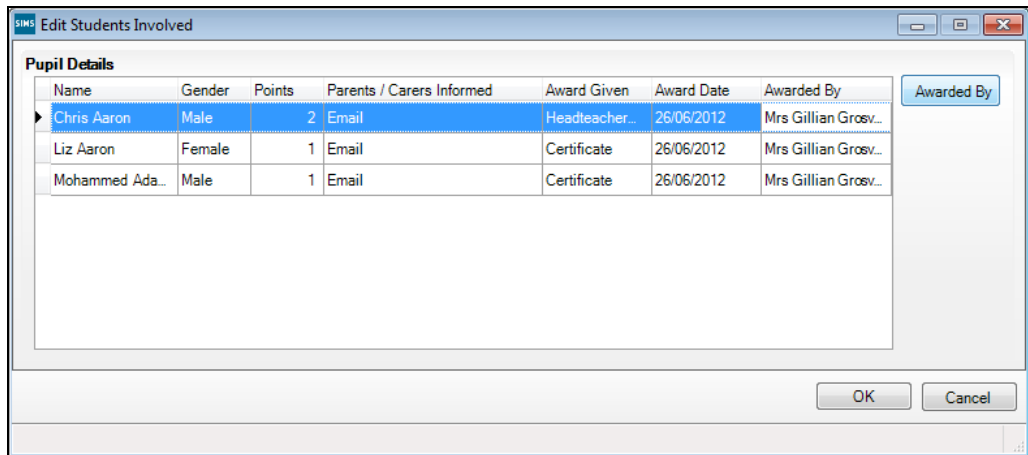 SIMS Edit Students Involved
Pupil Details
Name Gender Points Parents / Carers Informed Award Given Award Date Awarded By
Chris Aaron Male 2 Email Headteacher... 26/06/2012 Mrs Gillian Grosv...
Liz Aaron Female 1 Email Certificate 26/06/2012 Mrs Gillian Grosv...
Mohammed Ada... Male 1 Email Certificate 26/06/2012 Mrs Gillian Grosv...
Awarded By
OK Cancel